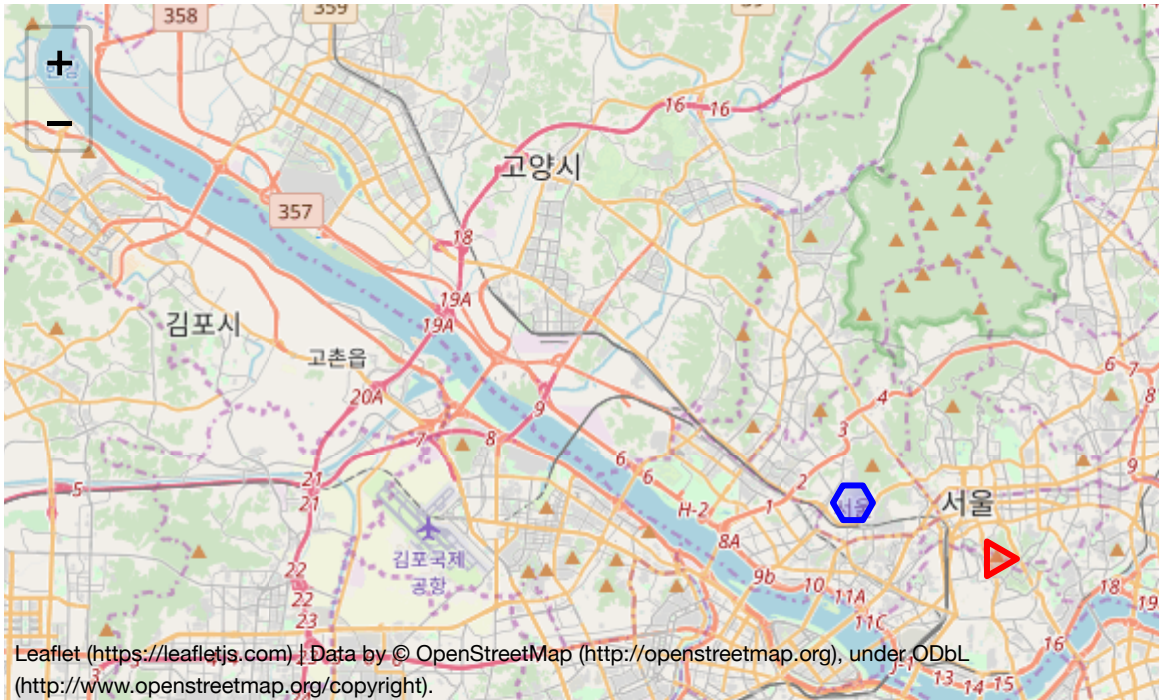 358
359
39
+
−
16
16
고양시
357
18
19A
19A
김포시
고촌읍
20A
6
7
8
9
4
3
7
8
9
6
6
2
1
H-2
21
21
5
서울
8A
김포국제
공항
9b
10
11A
11C
22
22
23
18
19
16
J-1
13
14
15
3
Leaflet (https://leafletjs.com) | Data by © OpenStreetMap (http://openstreetmap.org), under ODbL
(http://www.openstreetmap.org/copyright).